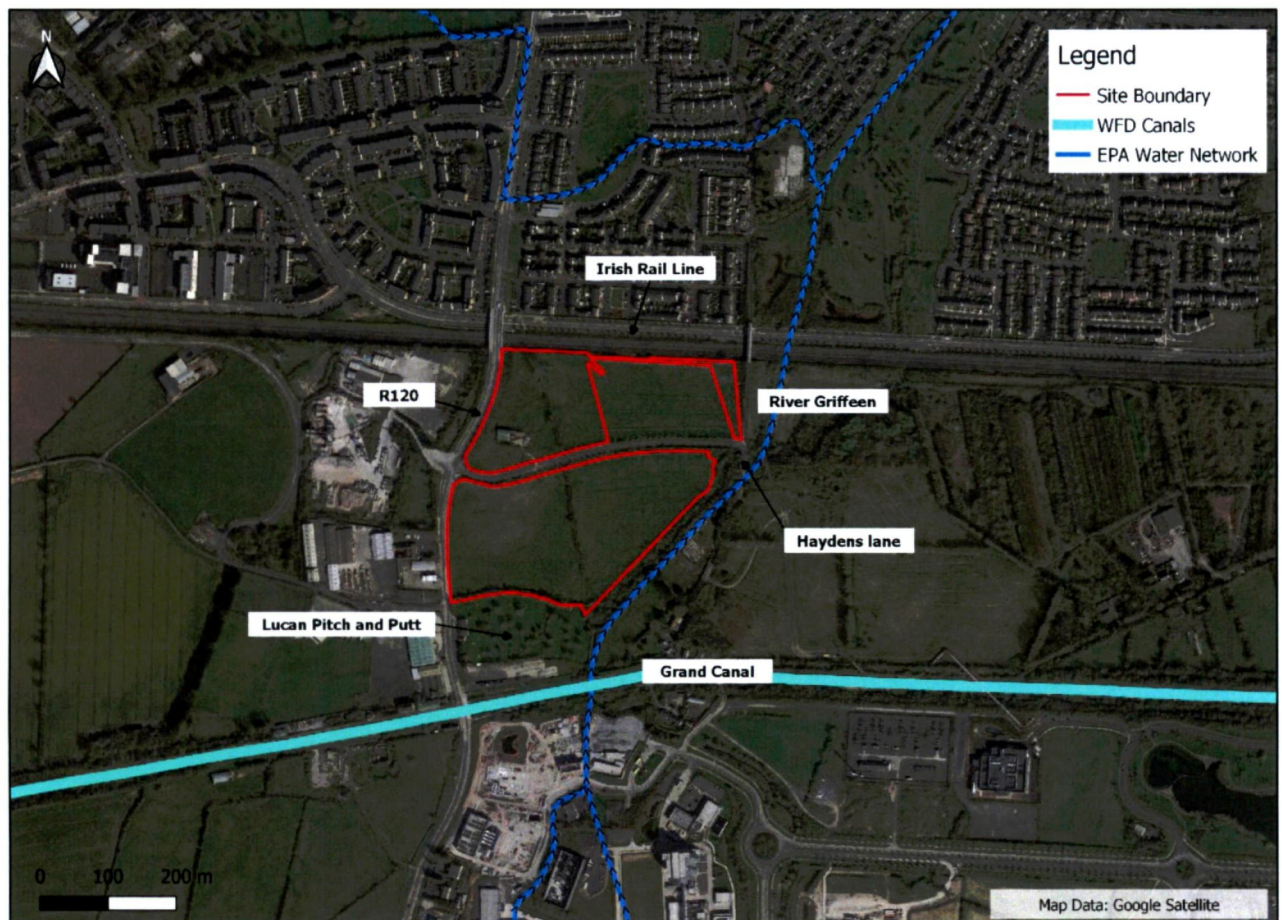 N
Legend
Site Boundary
WFD Canals
EPA Water Network
Irish Rail Line
R120
River Griffeen
Haydens lane
Lucan Pitch and Putt
Grand Canal
0 100 200 m
Map Data: Google Satellite